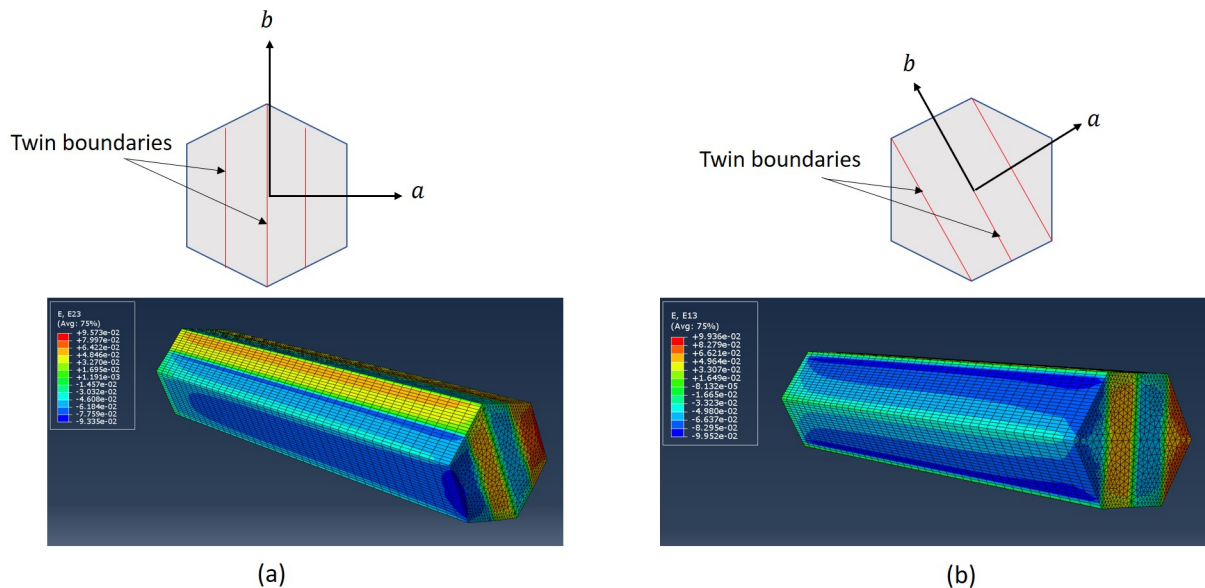 b
a
Twin boundaries
b
a
Twin boundaries
E, E23
(Avg: 75%)
+9.573e-02
+7.997e-02
+6.422e-02
+4.846e-02
+3.270e-02
+1.695e-02
+1.191e-03
-1.457e-02
-3.032e-02
-4.608e-02
-6.184e-02
-7.759e-02
-9.335e-02
E, E13
(Avg: 75%)
+9.936e-02
+8.279e-02
+6.621e-02
+4.964e-02
+3.307e-02
+1.649e-02
-8.132e-05
-1.665e-02
-3.323e-02
-4.980e-02
-6.637e-02
-8.295e-02
-9.952e-02
(a)
(b)